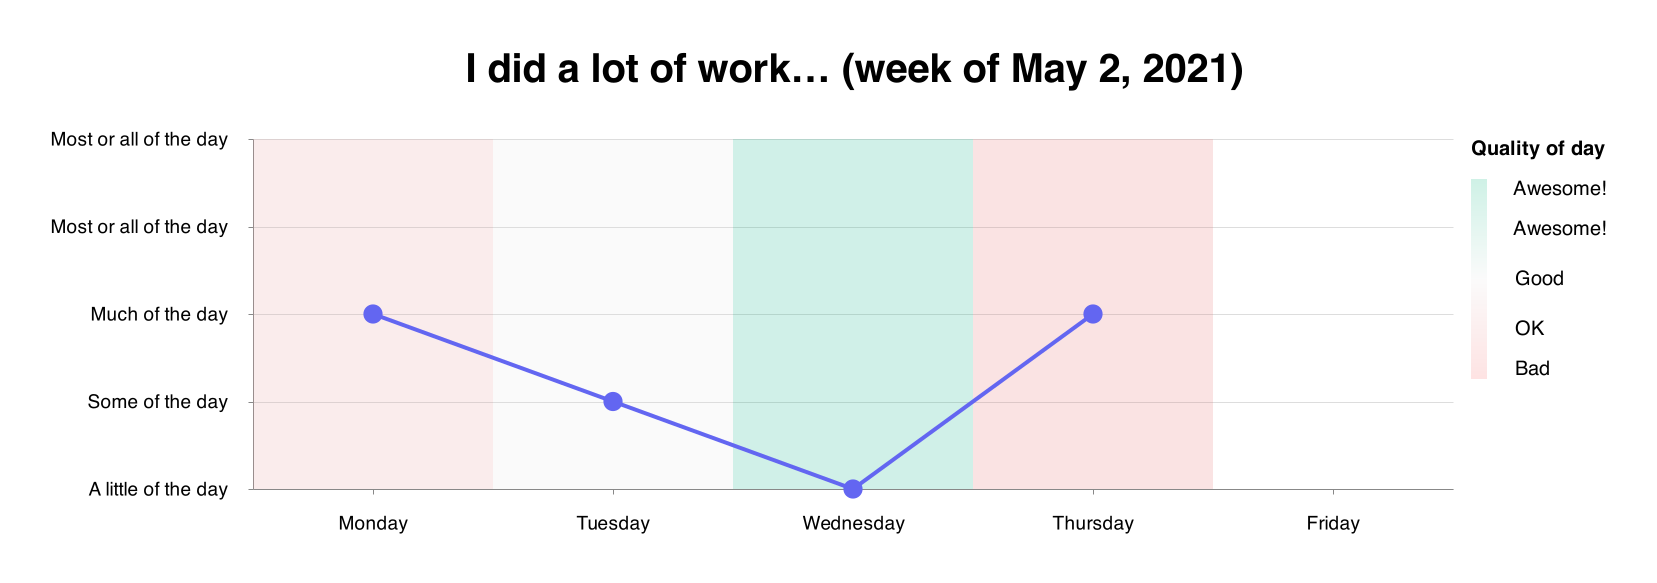 I did a lot of work... (week of May 2, 2021)
Most or all of the day
Most or all of the day
Much of the day
Some of the day
A little of the day
Monday
Tuesday
Wednesday
Thursday
Friday
Quality of day
Awesome!
Awesome!
Good
OK
Bad